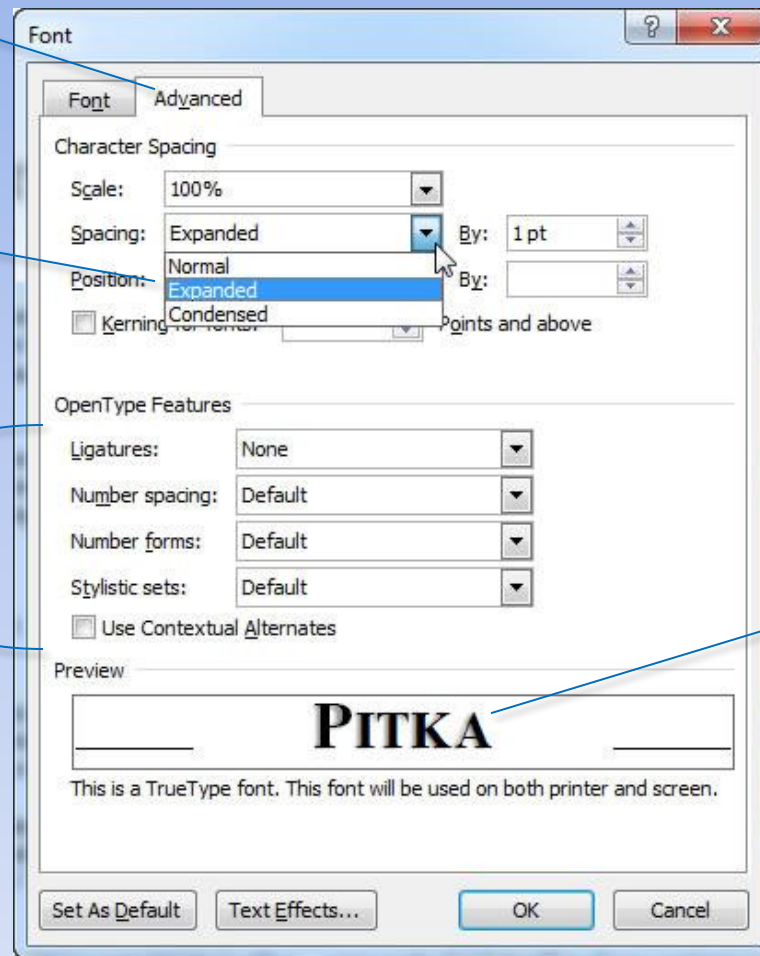 Font
Font Advanced
Character Spacing
Scale: 100%
Spacing: Expanded By: 1 pt
Normal
Position: Expanded By:
Condensed
Kerning for fonts: Points and above
OpenType Features
Ligatures: None
Number spacing: Default
Number forms: Default
Stylistic sets: Default
Use Contextual Alternates
Preview
PITKA
This is a TrueType font. This font will be used on both printer and screen.
Set As Default Text Effects... OK Cancel